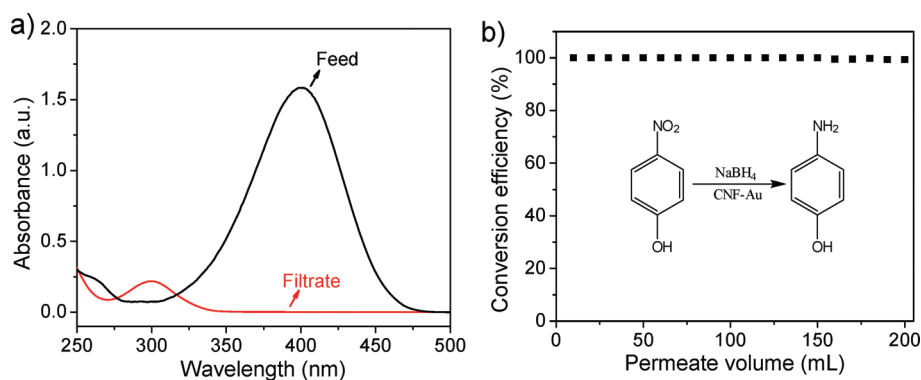 a)
2.0
1.5
1.0
0.5
0.0
Absorbance (a.u.)
Feed
Filtrate
250
300
350
400
450
500
Wavelength (nm)
b)
100
80
60
40
20
0
Conversion efficiency (%)
NO₂
OH
NaBH₄
CNF-Au
NH₂
OH
0
50
100
150
200
Permeate volume (mL)